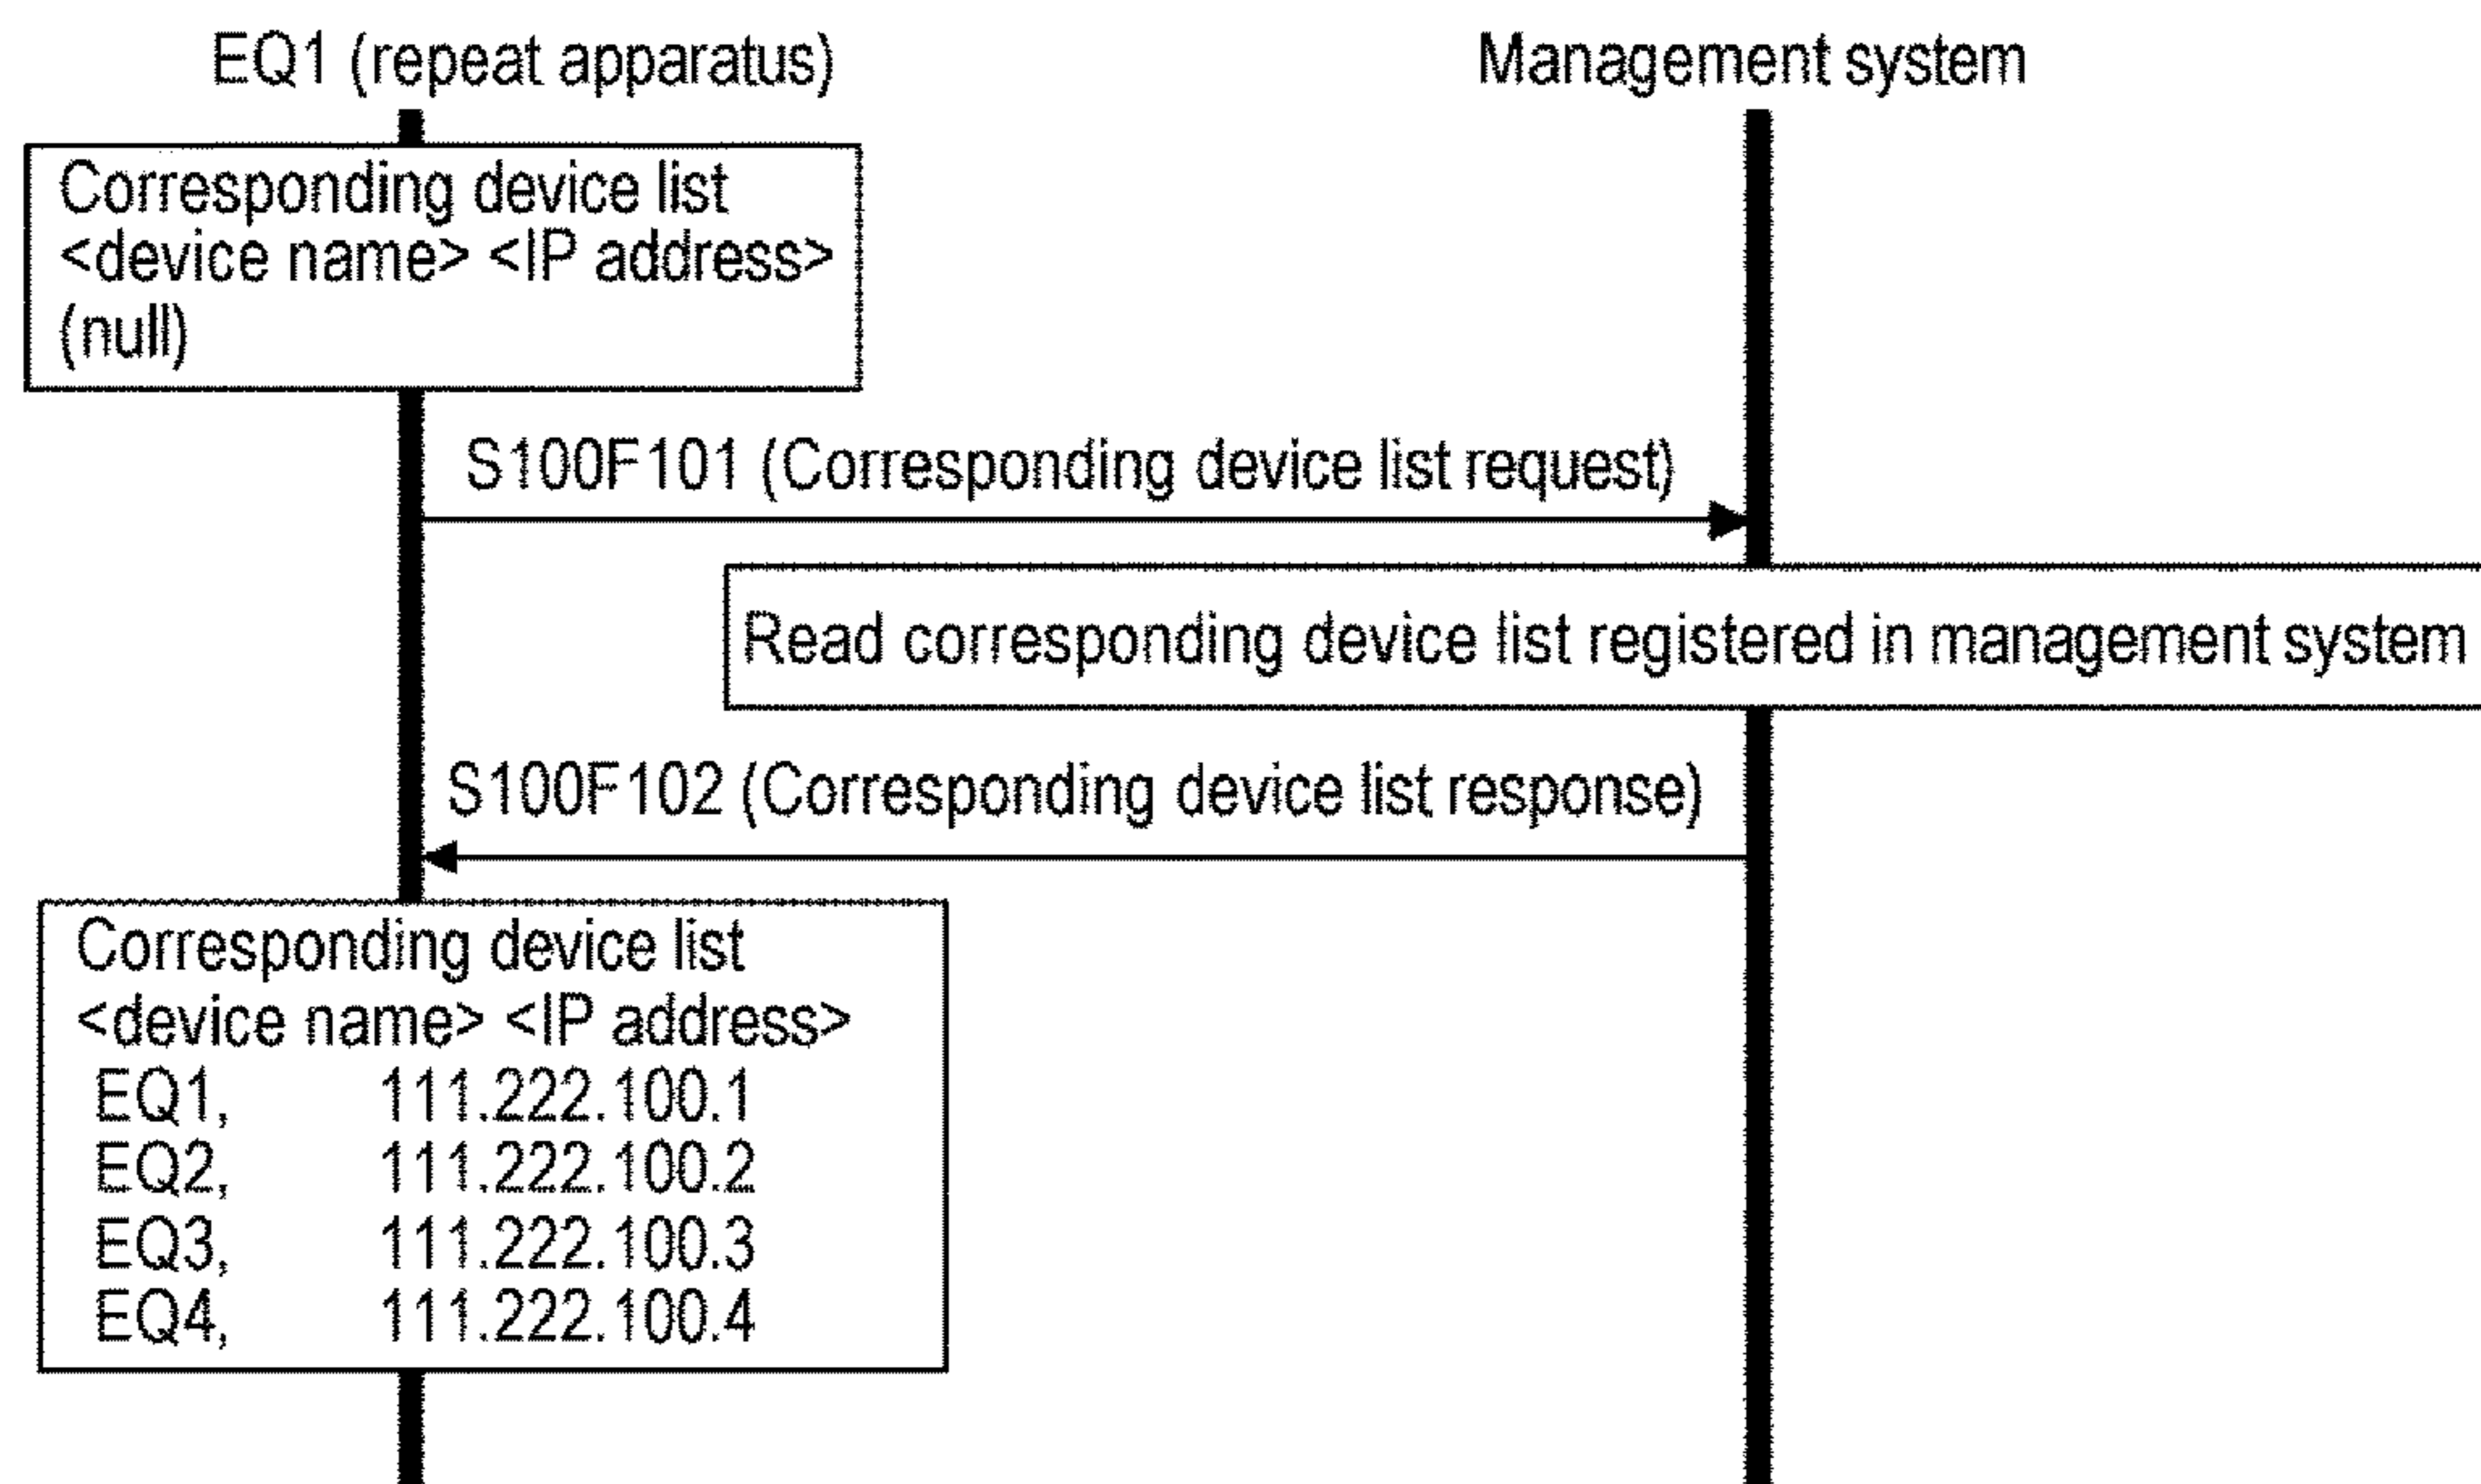 EQ1 (repeat apparatus)
Management system
Corresponding device list
<device name> <IP address>
(null)
S100F101 (Corresponding device list request)
Read corresponding device list registered in management system
S100F102 (Corresponding device list response)
Corresponding device list
<device name> <IP address>
EQ1, 111.222.100.1
EQ2, 111.222.100.2
EQ3, 111.222.100.3
EQ4, 111.222.100.4